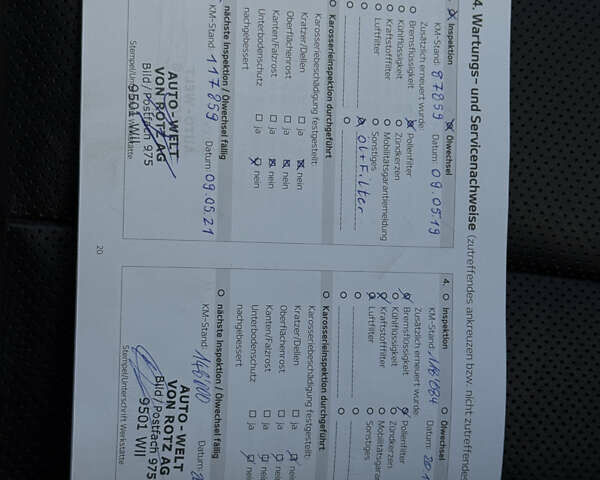 4. Wartungs- und Servicenachweise (zutreffendes ankreuzen bzw. nicht zutreffendes
Inspektion Ölwechsel
KM-Stand: 87859 Datum: 09.05.19
Zusätzlich erneuert wurde:
Bremsflüssigkeit Pollenfilter
Kühlflüssigkeit Zündkerzen
Kraftstofffilter Mobilitätsgarantiemeldung
Luftfilter Sonstiges
Öl+Filter
Karosserieinspektion durchgeführt
Karosseriebeschädigung festgestellt:
Kratzer/Dellen ja nein
Oberflächenrost ja nein
Kanten/Falzrost ja nein
Unterbodenschutz ja nein
nachgebessert
nächste Inspektion / Ölwechsel fällig
KM-Stand: 117859 Datum: 09.05.21
AUTO-WELT
VON ROTZ AG
Bild / Postfach 975
9501 Wil
Stempel/Unterschrift Werkstätte
20
4. Inspektion Ölwechsel
KM-Stand: Datum: 
Zusätzlich erneuert wurde:
Bremsflüssigkeit Pollenfilter
Kühlflüssigkeit Zündkerzen
Kraftstofffilter Mobilitätsgaran
Luftfilter Sonstiges
Karosserieinspektion durchgeführt
Karosseriebeschädigung festgestellt:
Kratzer/Dellen ja nein
Oberflächenrost ja
Kanten/Falzrost ja
Unterbodenschutz ja nein
nachgebessert
nächste Inspektion / Ölwechsel fällig
KM-Stand: Datum:
AUTO-WELT
VON ROTZ AG
Bild / Postfach 975
9501 Wil
Stempel/Unterschrift Werkstätte